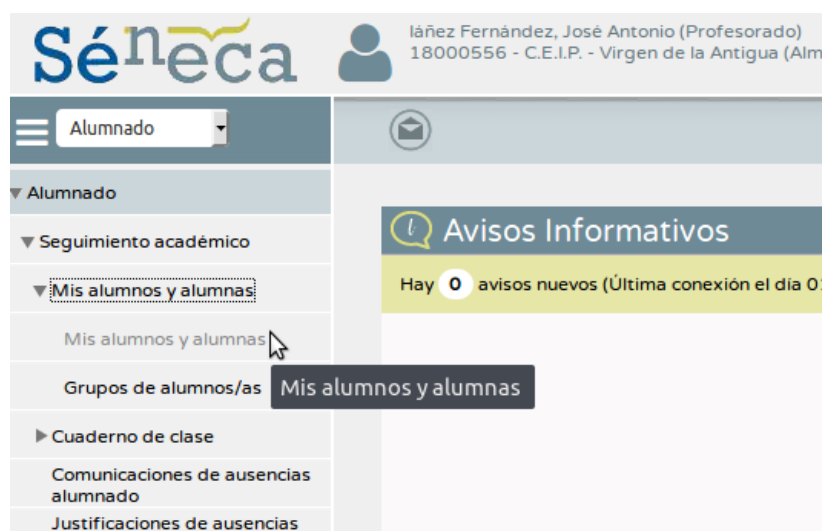 Séneca
Iáñez Fernández, José Antonio (Profesorado)
18000556 - C.E.I.P. - Virgen de la Antigua (Alm
Alumnado
Alumnado
Seguimiento académico
Avisos Informativos
Mis alumnos y alumnas
Hay 0 avisos nuevos (Última conexión el día 01
Mis alumnos y alumnas
Grupos de alumnos/as
Mis alumnos y alumnas
Cuaderno de clase
Comunicaciones de ausencias
alumnado
Justificaciones de ausencias